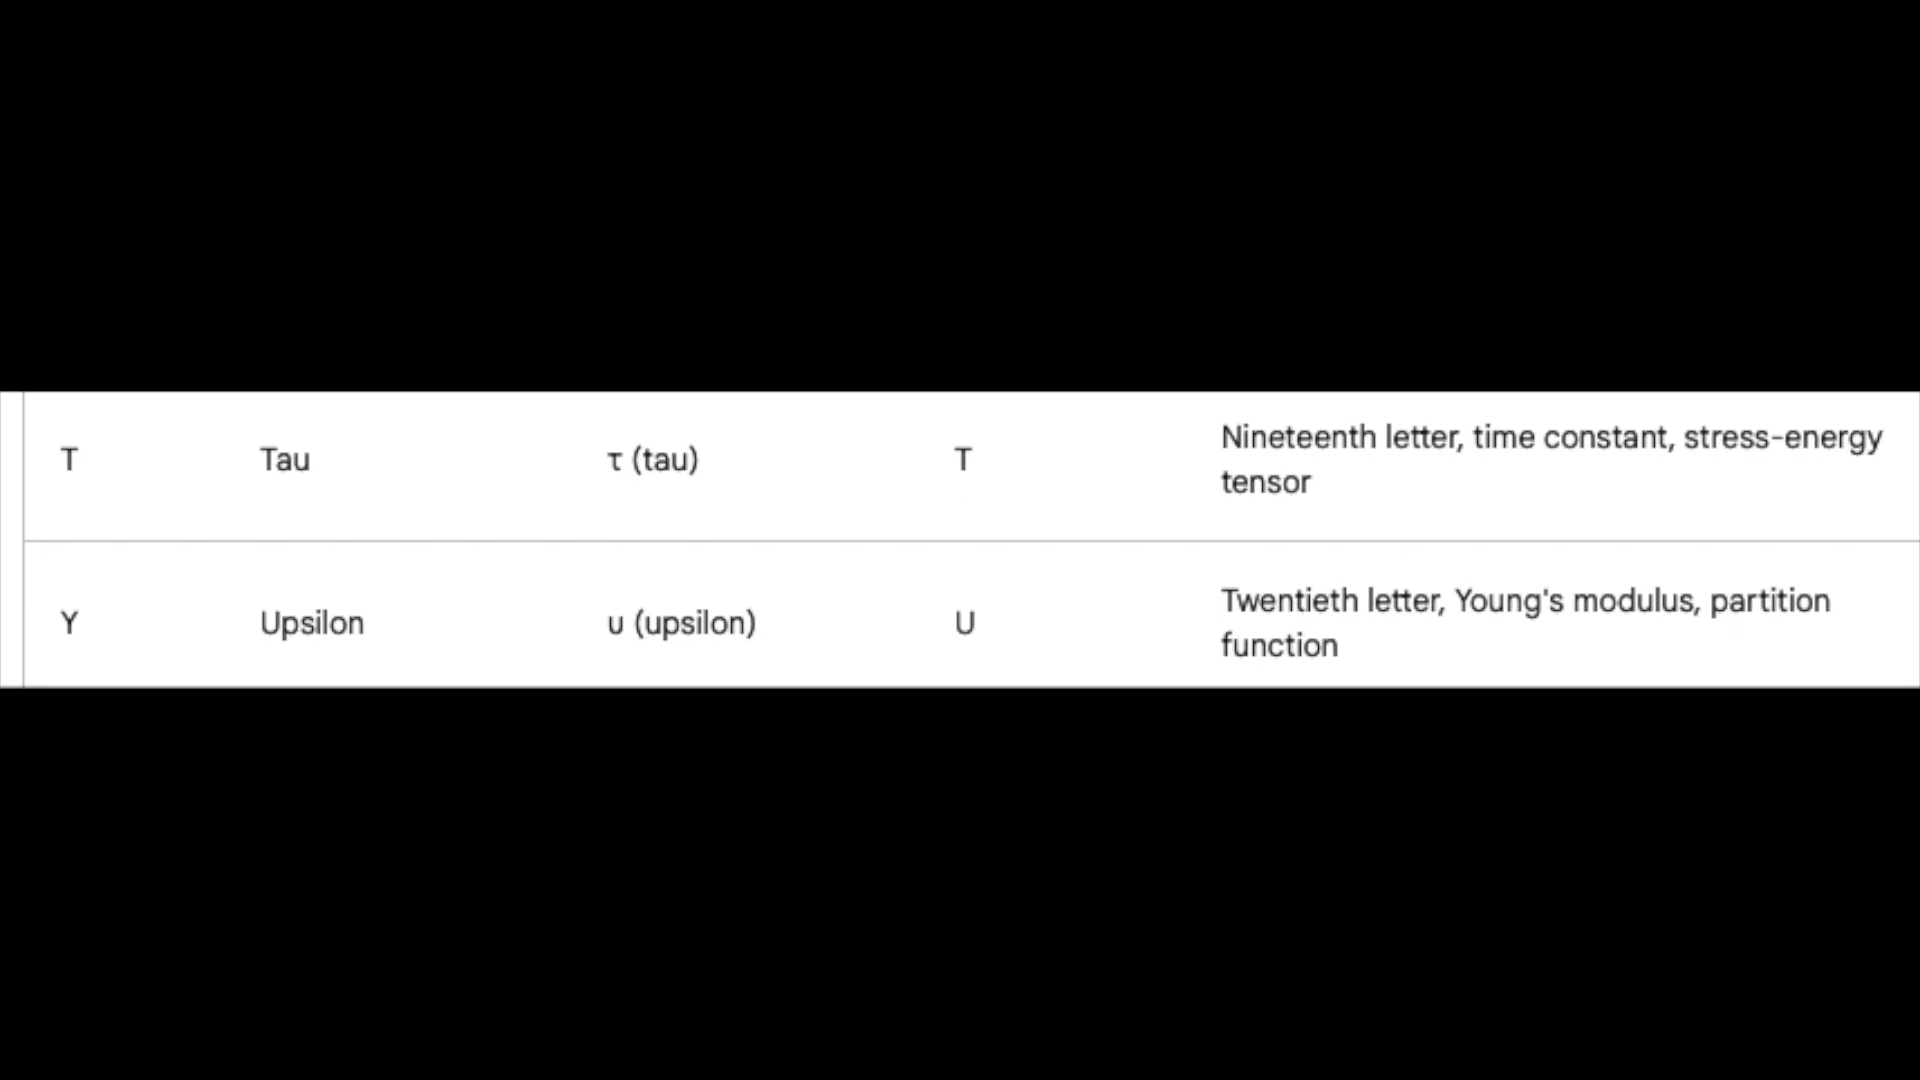 Τ Tau τ (tau) T Nineteenth letter, time constant, stress-energy
tensor
Υ Upsilon υ (upsilon) U Twentieth letter, Young's modulus, partition
function